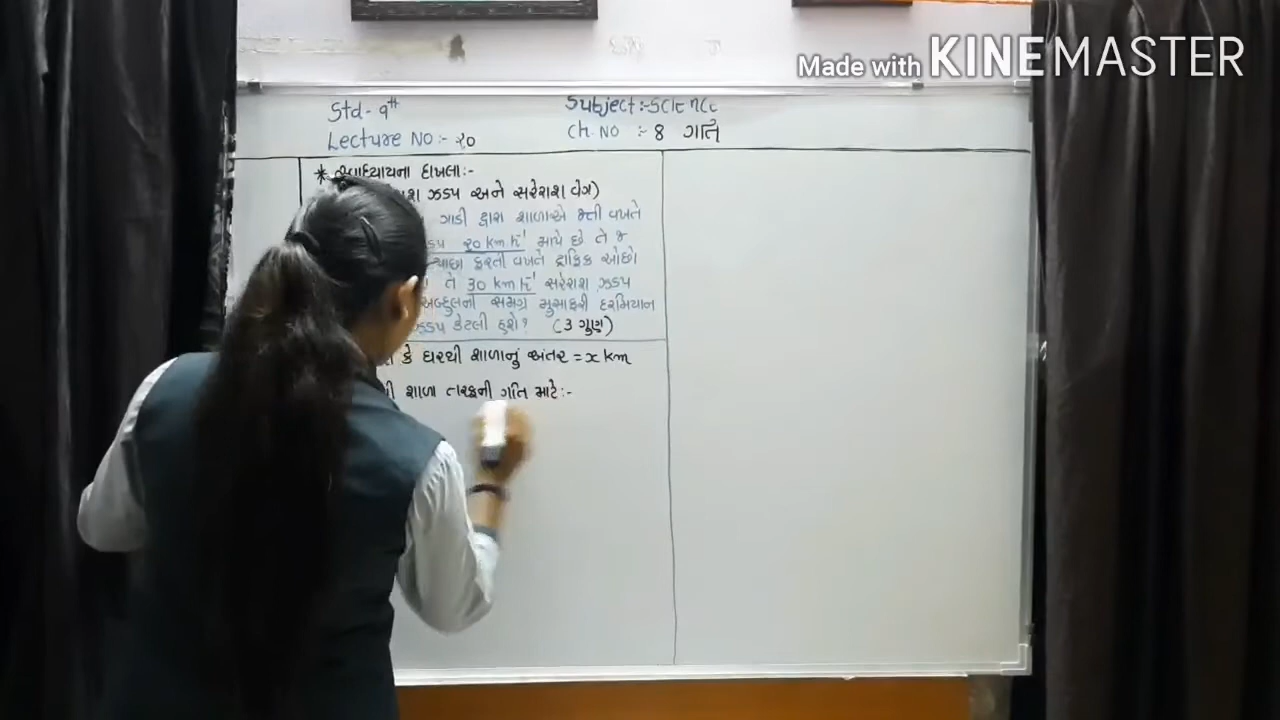 Made with KINEMASTER
Std - 9th
Subject :-
Lecture No :- ૨૦
Ch. No :- 8 ગતિ
* સ્વાધ્યાયના દાખલા :-
ઝડપ અને સરેરાશ વેગ)
ગાડી દ્વારા શાળાએ જતી વખતે
૨૦ km h⁻¹ માપે છે તે જ
ફરતી વખતે ટ્રાફિક ઓછો
તે 30 km h⁻¹ સરેરાશ ઝડપ
અબ્દુલની સમગ્ર મુસાફરી દરમિયાન
ઝડપ કેટલી હશે? (3 ગુણ)
કે ઘરથી શાળાનું અંતર = x km
શાળા તરફની ગતિ માટે :-